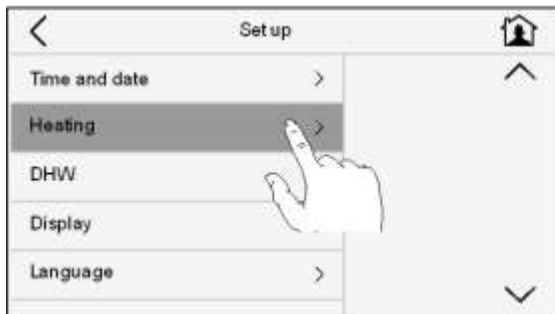 Set up
Time and date
Heating
DHW
Display
Language